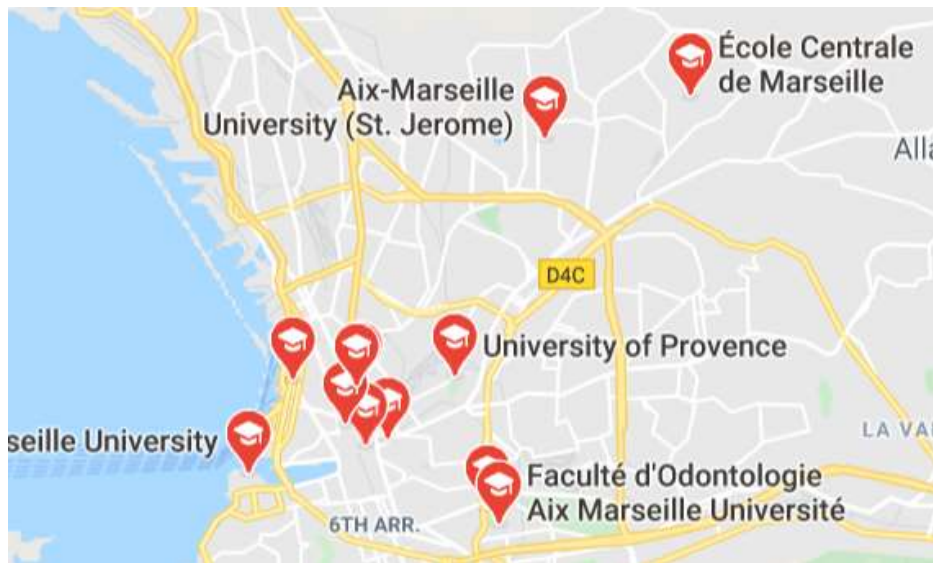 École Centrale
de Marseille
Aix-Marseille
University (St. Jerome)
Alla
D4C
University of Provence
LA VA
seille University
Faculté d'Odontologie
Aix Marseille Université
6TH ARR.